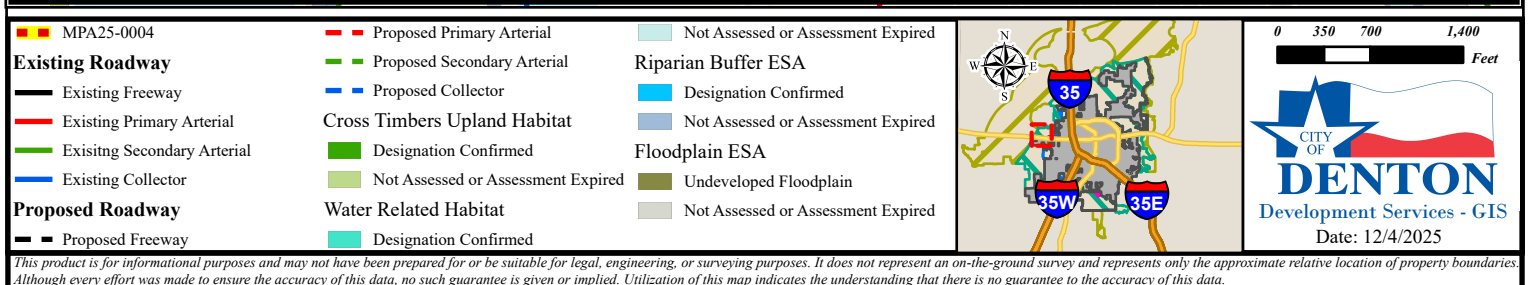 MPA25-0004
Existing Roadway
Existing Freeway
Existing Primary Arterial
Exisitng Secondary Arterial
Existing Collector
Proposed Roadway
Proposed Freeway
Proposed Primary Arterial
Proposed Secondary Arterial
Proposed Collector
Cross Timbers Upland Habitat
Designation Confirmed
Not Assessed or Assessment Expired
Water Related Habitat
Designation Confirmed
Not Assessed or Assessment Expired
Riparian Buffer ESA
Designation Confirmed
Not Assessed or Assessment Expired
Floodplain ESA
Undeveloped Floodplain
Not Assessed or Assessment Expired
N
W E
S
35
35W
35E
0 350 700 1,400
Feet
CITY
OF
DENTON
Development Services - GIS
Date: 12/4/2025
This product is for informational purposes and may not have been prepared for or be suitable for legal, engineering, or surveying purposes. It does not represent an on-the-ground survey and represents only the approximate relative location of property boundaries.
Although every effort was made to ensure the accuracy of this data, no such guarantee is given or implied. Utilization of this map indicates the understanding that there is no guarantee to the accuracy of this data.